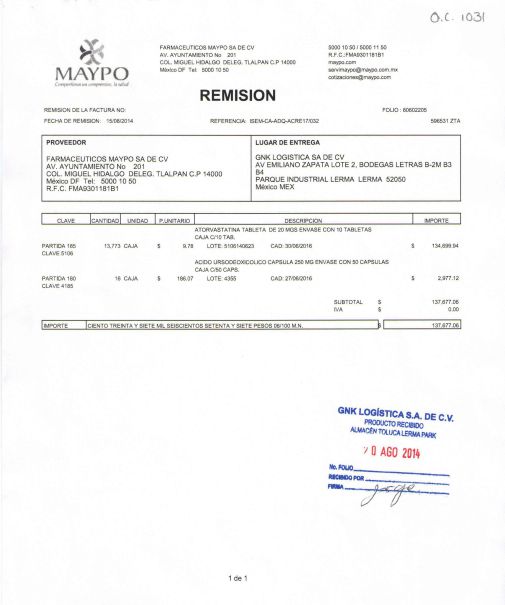 O.C. 1031
MAYPO
Compartimos un compromiso, la salud
FARMACEUTICOS MAYPO SA DE CV
AV. AYUNTAMIENTO No 201
COL. MIGUEL HIDALGO DELEG. TLALPAN C.P 14000
México DF Tel: 5000 10 50
5000 10 50 / 5000 11 50
R.F.C.:FMA9301181B1
maypo.com
servimaypo@maypo.com.mx
cotizaciones@maypo.com
REMISION
REMISION DE LA FACTURA NO:
FOLIO : 60602205
FECHA DE REMISION: 15/08/2014
REFERENCIA: ISEM-CA-ADQ-ACRE17/032
596531 ZTA
PROVEEDOR
FARMACEUTICOS MAYPO SA DE CV
AV. AYUNTAMIENTO No 201
COL. MIGUEL HIDALGO DELEG. TLALPAN C.P 14000
México DF Tel: 5000 10 50
R.F.C. FMA9301181B1
LUGAR DE ENTREGA
GNK LOGISTICA SA DE CV
AV EMILIANO ZAPATA LOTE 2, BODEGAS LETRAS B-2M B3
B4
PARQUE INDUSTRIAL LERMA LERMA 52050
México MEX
CLAVE CANTIDAD UNIDAD P.UNITARIO DESCRIPCION IMPORTE
ATORVASTATINA TABLETA DE 20 MGS ENVASE CON 10 TABLETAS
CAJA C/10 TAB.
PARTIDA 165 13,773 CAJA $ 9.78 LOTE: 5106140623 CAD: 30/06/2016 $ 134,699.94
CLAVE 5106
ACIDO URSODEOXICOLICO CAPSULA 250 MG ENVASE CON 50 CAPSULAS
CAJA C/50 CAPS.
PARTIDA 180 16 CAJA $ 186.07 LOTE: 4355 CAD: 27/06/2016 $ 2,977.12
CLAVE 4185
SUBTOTAL $ 137,677.06
IVA $ 0.00
IMPORTE CIENTO TREINTA Y SIETE MIL SEISCIENTOS SETENTA Y SIETE PESOS 06/100 M.N. $ 137,677.06
GNK LOGÍSTICA S.A. DE C.V.
PRODUCTO RECIBIDO
ALMACÉN TOLUCA LERMA PARK
20 AGO 2014
No. FOLIO
RECIBIDO POR
FIRMA Jorge
1 de 1